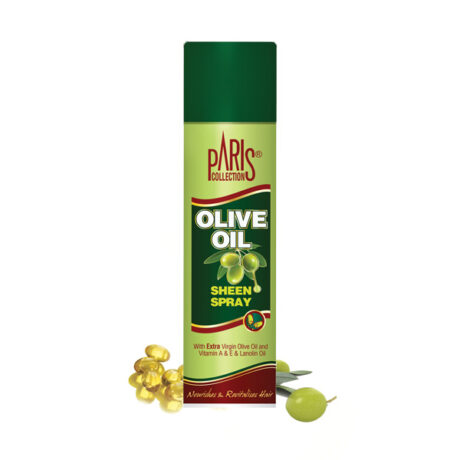 PARIS®
COLLECTION
OLIVE
OIL
SHEEN
SPRAY
With Extra Virgin Olive Oil and
Vitamin A & E & Lanolin Oil
Nourishes & Revitalises Hair